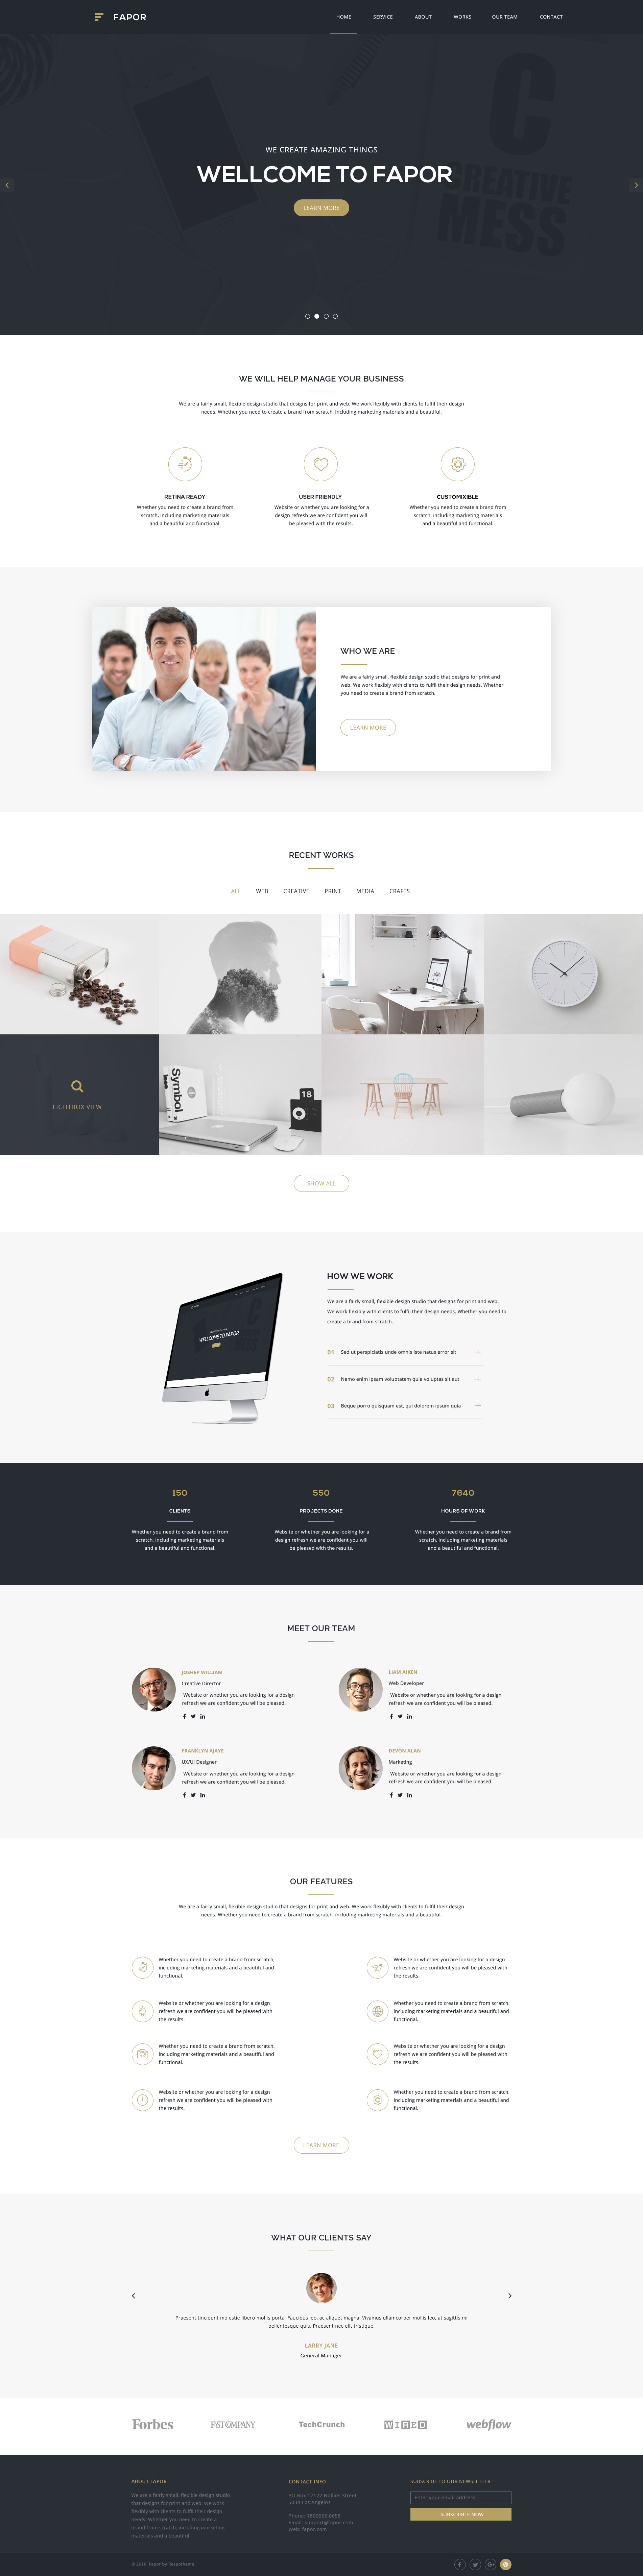 FAPOR
HOME SERVICE ABOUT WORKS OUR TEAM CONTACT
C
CREATIVE
MESS
WE CREATE AMAZING THINGS
WELLCOME TO FAPOR
LEARN MORE
WE WILL HELP MANAGE YOUR BUSINESS
We are a fairly small, flexible design studio that designs for print and web. We work flexibly with clients to fulfil their design
needs. Whether you need to create a brand from scratch, including marketing materials and a beautiful.
RETINA READY
Whether you need to create a brand from
scratch, including marketing materials
and a beautiful and functional.
USER FRIENDLY
Website or whether you are looking for a
design refresh we are confident you will
be pleased with the results.
CUSTOMIXIBLE
Whether you need to create a brand from
scratch, including marketing materials
and a beautiful and functional.
WHO WE ARE
We are a fairly small, flexible design studio that designs for print and
web. We work flexibly with clients to fulfil their design needs. Whether
you need to create a brand from scratch.
LEARN MORE
RECENT WORKS
ALL WEB CREATIVE PRINT MEDIA CRAFTS
LIGHTBOX VIEW
Symbol
18
SHOW ALL
WELLCOME TO FAPOR
HOW WE WORK
We are a fairly small, flexible design studio that designs for print and web.
We work flexibly with clients to fulfil their design needs. Whether you need to
create a brand from scratch.
01 Sed ut perspiciatis unde omnis iste natus error sit
02 Nemo enim ipsam voluptatem quia voluptas sit aut
03 Beque porro quisquam est, qui dolorem ipsum quia
150
CLIENTS
Whether you need to create a brand from
scratch, including marketing materials
and a beautiful and functional.
550
PROJECTS DONE
Website or whether you are looking for a
design refresh we are confident you will
be pleased with the results.
7640
HOURS OF WORK
Whether you need to create a brand from
scratch, including marketing materials
and a beautiful and functional.
MEET OUR TEAM
JOSHEP WILLIAM
Creative Director
Website or whether you are looking for a design
refresh we are confident you will be pleased.
LIAM AIKEN
Web Developer
Website or whether you are looking for a design
refresh we are confident you will be pleased.
FRANKLYN AJAYE
UX/UI Designer
Website or whether you are looking for a design
refresh we are confident you will be pleased.
DEVON ALAN
Marketing
Website or whether you are looking for a design
refresh we are confident you will be pleased.
OUR FEATURES
We are a fairly small, flexible design studio that designs for print and web. We work flexibly with clients to fulfil their design
needs. Whether you need to create a brand from scratch, including marketing materials and a beautiful.
Whether you need to create a brand from scratch,
including marketing materials and a beautiful and
functional.
Website or whether you are looking for a design
refresh we are confident you will be pleased with
the results.
Website or whether you are looking for a design
refresh we are confident you will be pleased with
the results.
Whether you need to create a brand from scratch,
including marketing materials and a beautiful and
functional.
Whether you need to create a brand from scratch,
including marketing materials and a beautiful and
functional.
Website or whether you are looking for a design
refresh we are confident you will be pleased with
the results.
Website or whether you are looking for a design
refresh we are confident you will be pleased with
the results.
Whether you need to create a brand from scratch,
including marketing materials and a beautiful and
functional.
LEARN MORE
WHAT OUR CLIENTS SAY
Praesent tincidunt molestie libero mollis porta. Faucibus leo, ac aliquet magna. Vivamus ullamcorper mollis leo, at sagittis mi
pellentesque quis. Praesent nec elit tristique.
LARRY JANE
General Manager
Forbes
FAST COMPANY
TechCrunch
WIRED
webflow
ABOUT FAPOR
We are a fairly small, flexible design studio
that designs for print and web. We work
flexibly with clients to fulfil their design
needs. Whether you need to create a
brand from scratch, including marketing
materials and a beautiful.
CONTACT INFO
PO Box 17122 Nollins Street
5034 Los Angelos
Phone: 1800533.0658
Email: support@fapor.com
Web: fapor.com
SUBSCRIBE TO OUR NEWSLETTER
Enter your email address
SUBSCRIBLE NOW